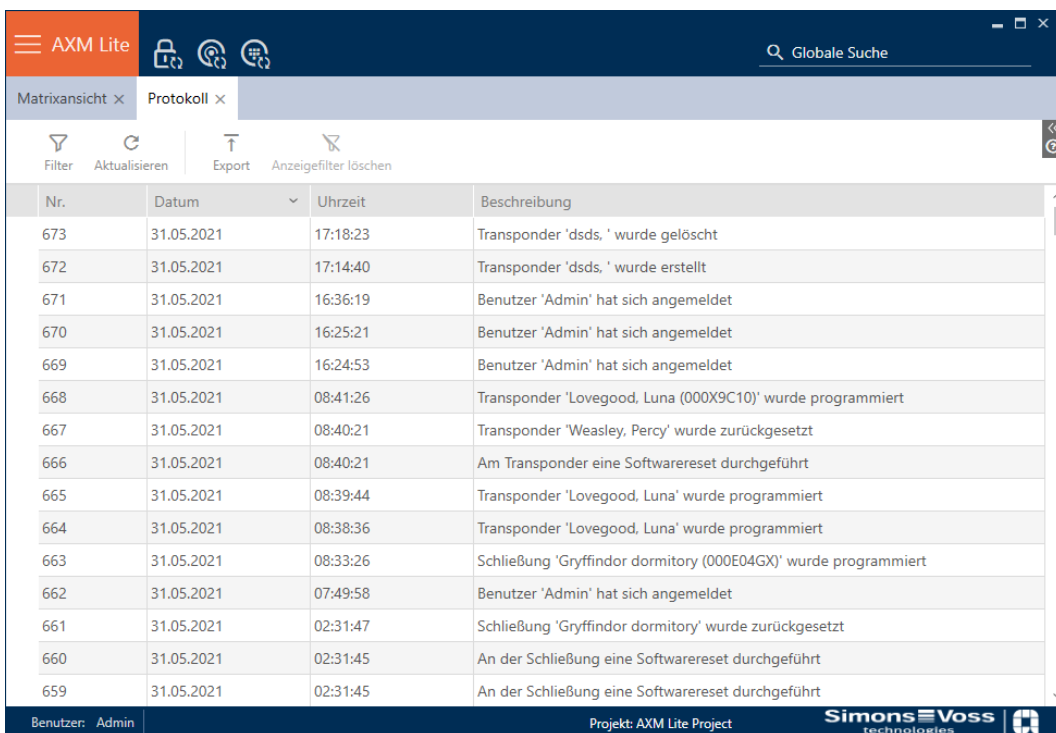 AXM Lite
Globale Suche
Matrixansicht
Protokoll
Filter Aktualisieren Export Anzeigefilter löschen
Nr. Datum Uhrzeit Beschreibung
673 31.05.2021 17:18:23 Transponder 'dsds, ' wurde gelöscht
672 31.05.2021 17:14:40 Transponder 'dsds, ' wurde erstellt
671 31.05.2021 16:36:19 Benutzer 'Admin' hat sich angemeldet
670 31.05.2021 16:25:21 Benutzer 'Admin' hat sich angemeldet
669 31.05.2021 16:24:53 Benutzer 'Admin' hat sich angemeldet
668 31.05.2021 08:41:26 Transponder 'Lovegood, Luna (000X9C10)' wurde programmiert
667 31.05.2021 08:40:21 Transponder 'Weasley, Percy' wurde zurückgesetzt
666 31.05.2021 08:40:21 Am Transponder eine Softwarereset durchgeführt
665 31.05.2021 08:39:44 Transponder 'Lovegood, Luna' wurde programmiert
664 31.05.2021 08:38:36 Transponder 'Lovegood, Luna' wurde programmiert
663 31.05.2021 08:33:26 Schließung 'Gryffindor dormitory (000E04GX)' wurde programmiert
662 31.05.2021 07:49:58 Benutzer 'Admin' hat sich angemeldet
661 31.05.2021 02:31:47 Schließung 'Gryffindor dormitory' wurde zurückgesetzt
660 31.05.2021 02:31:45 An der Schließung eine Softwarereset durchgeführt
659 31.05.2021 02:31:45 An der Schließung eine Softwarereset durchgeführt
Benutzer: Admin
Projekt: AXM Lite Project
Simons Voss
technologies